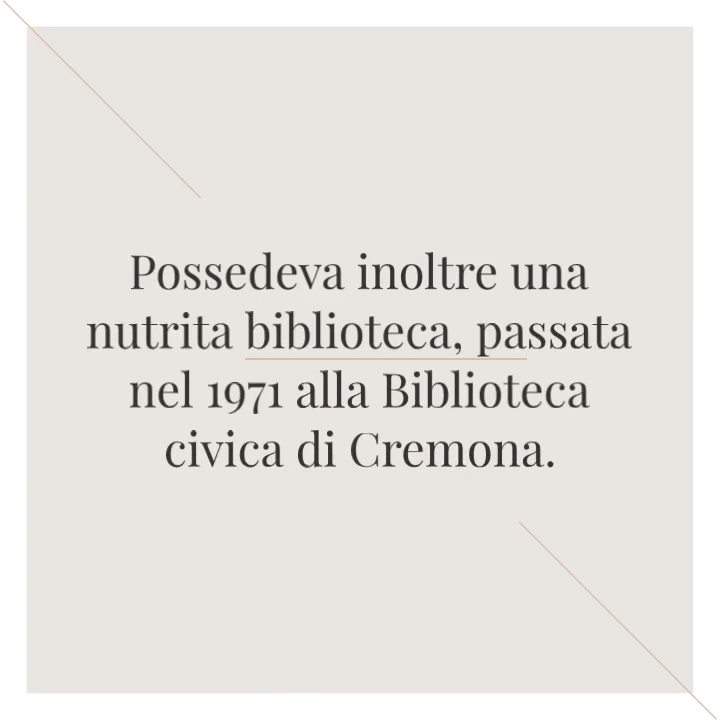 Possedeva inoltre una
nutrita biblioteca, passata
nel 1971 alla Biblioteca
civica di Cremona.